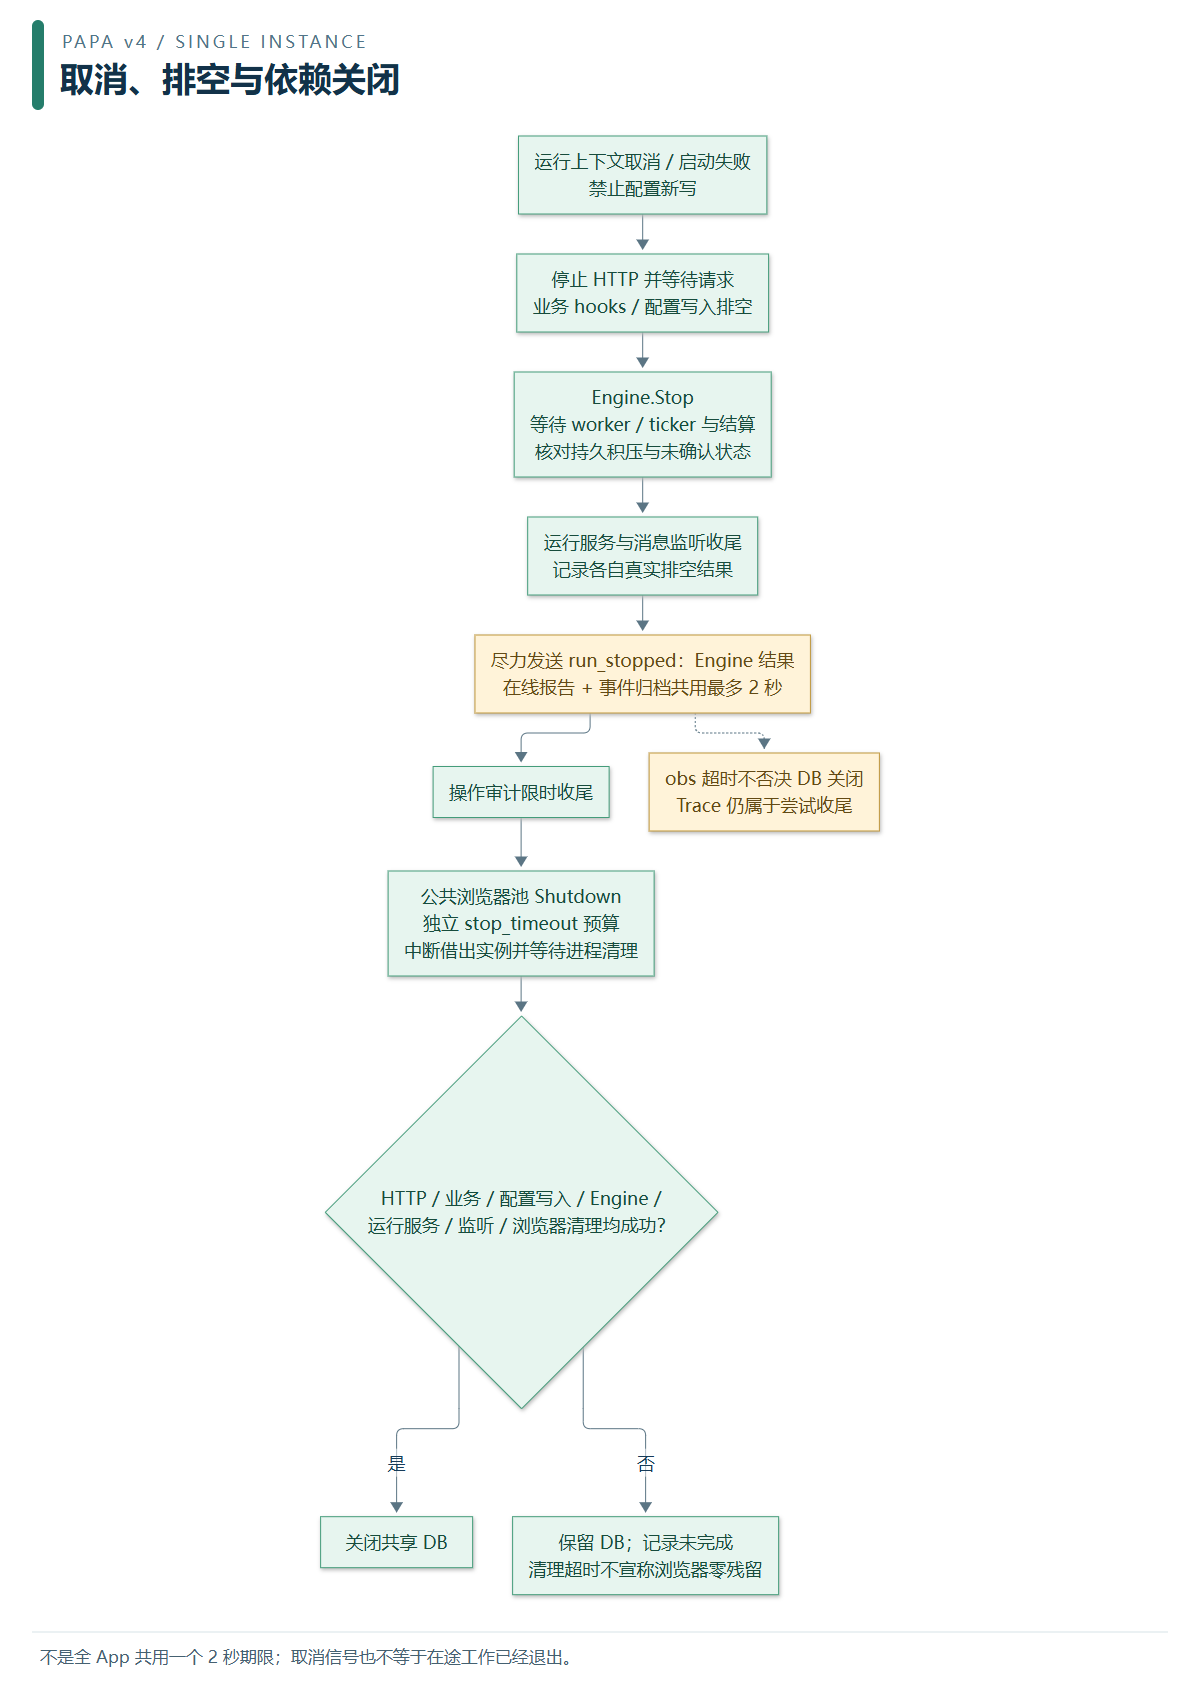 PAPA v4 / SINGLE INSTANCE
取消、排空与依赖关闭
运行上下文取消 / 启动失败
禁止配置新写
停止 HTTP 并等待请求
业务 hooks / 配置写入排空
Engine.Stop
等待 worker / ticker 与结算
核对持久积压与未确认状态
运行服务与消息监听收尾
记录各自真实排空结果
尽力发送 run_stopped：Engine 结果
在线报告 + 事件归档共用最多 2 秒
操作审计限时收尾
obs 超时不否决 DB 关闭
Trace 仍属于尝试收尾
公共浏览器池 Shutdown
独立 stop_timeout 预算
中断借出实例并等待进程清理
HTTP / 业务 / 配置写入 / Engine /
运行服务 / 监听 / 浏览器清理均成功？
是
否
关闭共享 DB
保留 DB；记录未完成
清理超时不宣称浏览器零残留
不是全 App 共用一个 2 秒期限；取消信号也不等于在途工作已经退出。